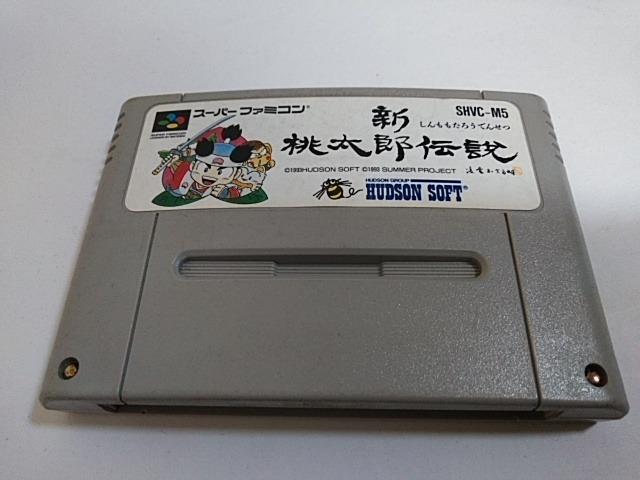 スーパーファミコン®
SHVC-M5
新
しんももたろうでんせつ
桃太郎伝説
©1993HUDSON SOFT ©1993 SUMMER PROJECT
HUDSON GROUP
HUDSON SOFT®